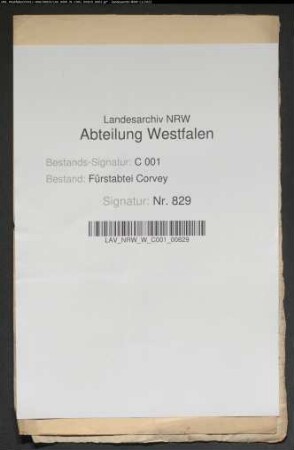 Landesarchiv NRW
Abteilung Westfalen
Bestands-Signatur: C 001
Bestand: Fürstabtei Corvey
Signatur: Nr. 829
LAV_NRW_W_C001_00829